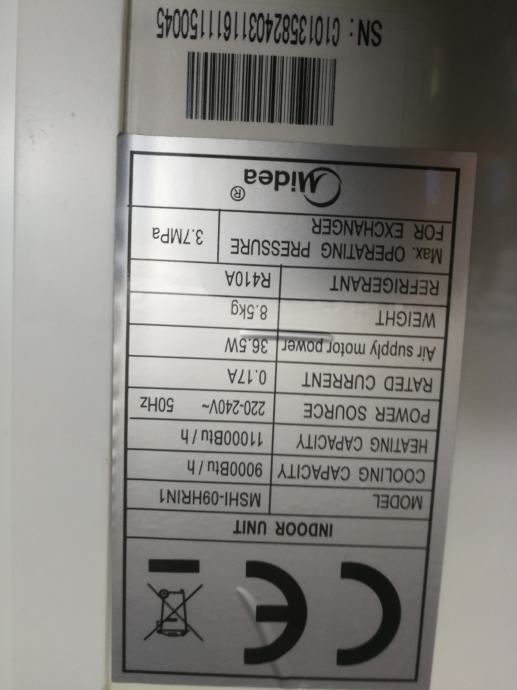 CE
INDOOR UNIT
MODEL MSHI-09HRIN1
COOLING CAPACITY 9000Btu / h
HEATING CAPACITY 11000Btu / h
POWER SOURCE 220-240V~ 50Hz
RATED CURRENT 0.17A
Air supply motor power 36.5W
WEIGHT 8.5kg
REFRIGERANT R410A
Max. OPERATING PRESSURE FOR EXCHANGER 3.7MPa
Midea ®
SN : C101358240311611150045